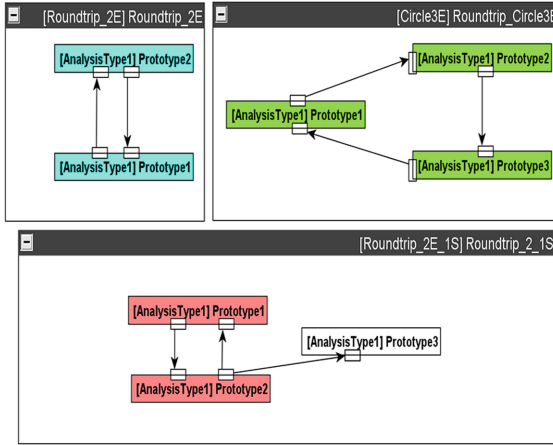 [Roundtrip_2E] Roundtrip_2E
[AnalysisType1] Prototype2
[AnalysisType1] Prototype1
[Circle3E] Roundtrip_Circle3E
[AnalysisType1] Prototype2
[AnalysisType1] Prototype1
[AnalysisType1] Prototype3
[Roundtrip_2E_1S] Roundtrip_2_1S
[AnalysisType1] Prototype1
[AnalysisType1] Prototype3
[AnalysisType1] Prototype2